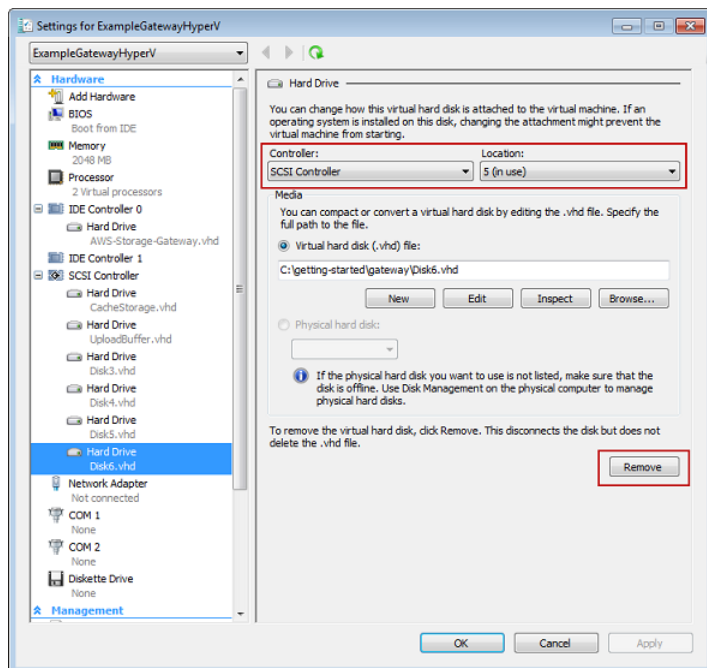 Settings for ExampleGatewayHyperV
ExampleGatewayHyperV
Hardware
Add Hardware
BIOS
Boot from IDE
Memory
2048 MB
Processor
2 Virtual processors
IDE Controller 0
Hard Drive
AWS-Storage-Gateway.vhd
IDE Controller 1
SCSI Controller
Hard Drive
CacheStorage.vhd
Hard Drive
UploadBuffer.vhd
Hard Drive
Disk3.vhd
Hard Drive
Disk4.vhd
Hard Drive
Disk5.vhd
Hard Drive
Disk6.vhd
Network Adapter
Not connected
COM 1
None
COM 2
None
Diskette Drive
None
Management
Hard Drive
You can change how this virtual hard disk is attached to the virtual machine. If an
operating system is installed on this disk, changing the attachment might prevent the
virtual machine from starting.
Controller: Location:
SCSI Controller 5 (in use)
Media
You can compact or convert a virtual hard disk by editing the .vhd file. Specify the
full path to the file.
Virtual hard disk (.vhd) file:
C:\getting-started\gateway\Disk6.vhd
New Edit Inspect Browse...
Physical hard disk:
If the physical hard disk you want to use is not listed, make sure that the
disk is offline. Use Disk Management on the physical computer to manage
physical hard disks.
To remove the virtual hard disk, click Remove. This disconnects the disk but does not
delete the .vhd file.
Remove
OK Cancel Apply